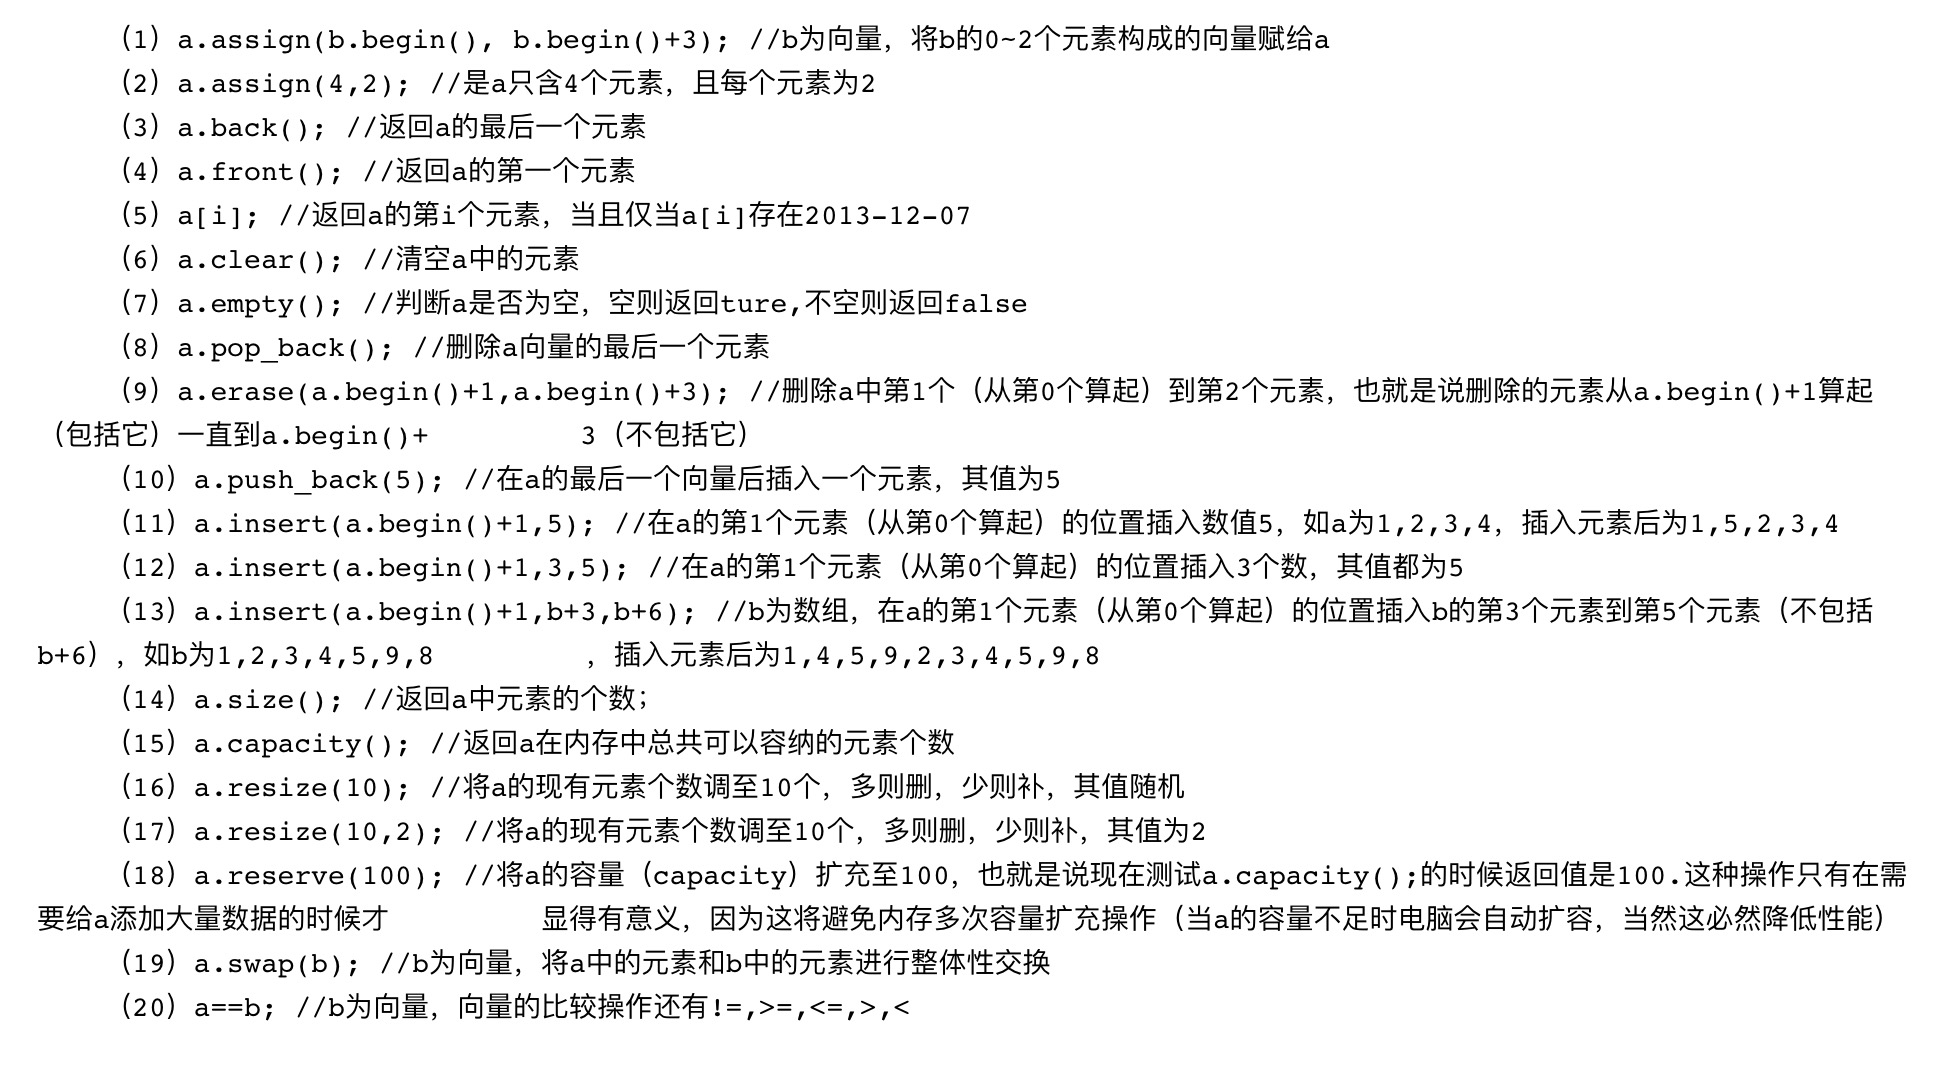 （1）a.assign(b.begin(), b.begin()+3); //b为向量，将b的0~2个元素构成的向量赋给a
（2）a.assign(4,2); //是a只含4个元素，且每个元素为2
（3）a.back(); //返回a的最后一个元素
（4）a.front(); //返回a的第一个元素
（5）a[i]; //返回a的第i个元素，当且仅当a[i]存在2013-12-07
（6）a.clear(); //清空a中的元素
（7）a.empty(); //判断a是否为空，空则返回ture,不空则返回false
（8）a.pop_back(); //删除a向量的最后一个元素
（9）a.erase(a.begin()+1,a.begin()+3); //删除a中第1个（从第0个算起）到第2个元素，也就是说删除的元素从a.begin()+1算起
（包括它）一直到a.begin()+         3（不包括它）
（10）a.push_back(5); //在a的最后一个向量后插入一个元素，其值为5
（11）a.insert(a.begin()+1,5); //在a的第1个元素（从第0个算起）的位置插入数值5，如a为1,2,3,4，插入元素后为1,5,2,3,4
（12）a.insert(a.begin()+1,3,5); //在a的第1个元素（从第0个算起）的位置插入3个数，其值都为5
（13）a.insert(a.begin()+1,b+3,b+6); //b为数组，在a的第1个元素（从第0个算起）的位置插入b的第3个元素到第5个元素（不包括
b+6），如b为1,2,3,4,5,9,8         ，插入元素后为1,4,5,9,2,3,4,5,9,8
（14）a.size(); //返回a中元素的个数；
（15）a.capacity(); //返回a在内存中总共可以容纳的元素个数
（16）a.resize(10); //将a的现有元素个数调至10个，多则删，少则补，其值随机
（17）a.resize(10,2); //将a的现有元素个数调至10个，多则删，少则补，其值为2
（18）a.reserve(100); //将a的容量（capacity）扩充至100，也就是说现在测试a.capacity();的时候返回值是100.这种操作只有在需
要给a添加大量数据的时候才         显得有意义，因为这将避免内存多次容量扩充操作（当a的容量不足时电脑会自动扩容，当然这必然降低性能）
（19）a.swap(b); //b为向量，将a中的元素和b中的元素进行整体性交换
（20）a==b; //b为向量，向量的比较操作还有!=,>=,<=,>,<